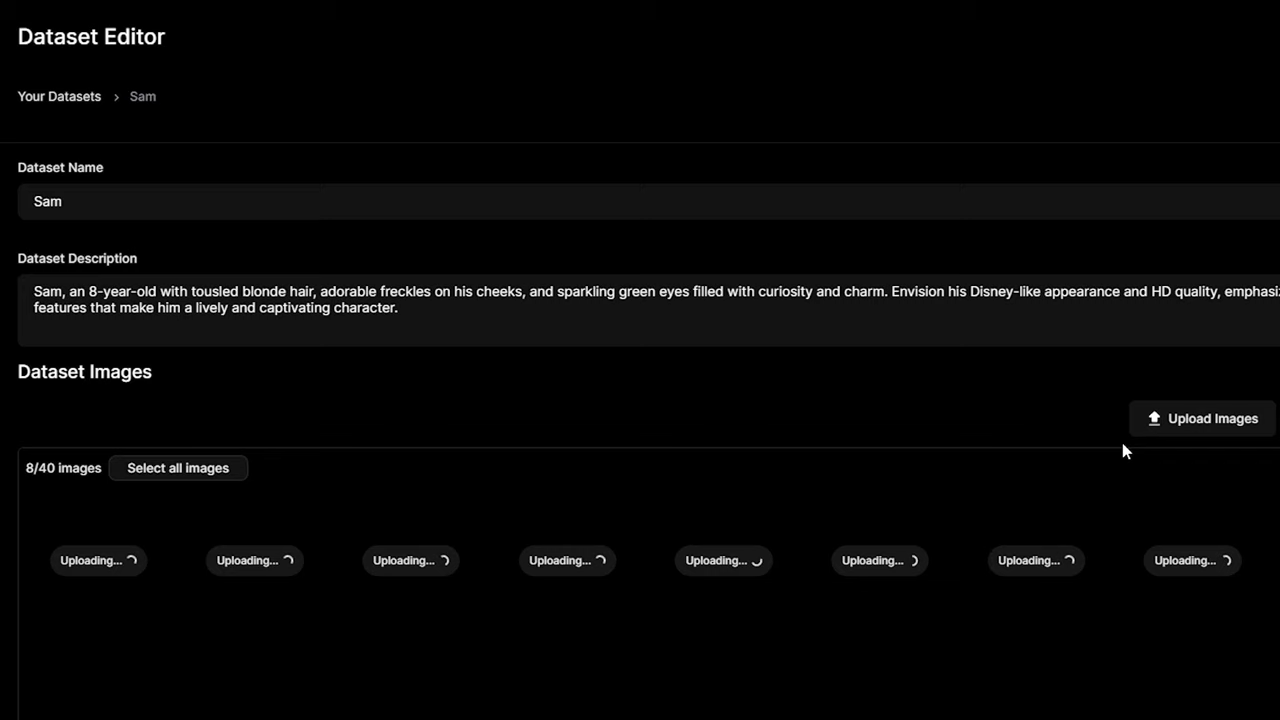 Dataset Editor
Your Datasets > Sam
Dataset Name
Sam
Dataset Description
Sam, an 8-year-old with tousled blonde hair, adorable freckles on his cheeks, and sparkling green eyes filled with curiosity and charm. Envision his Disney-like appearance and HD quality,
features that make him a lively and captivating character.
Dataset Images
Upload Images
8/40 images Select all images
Uploading... Uploading... Uploading... Uploading... Uploading... Uploading... Uploading... Uploading...